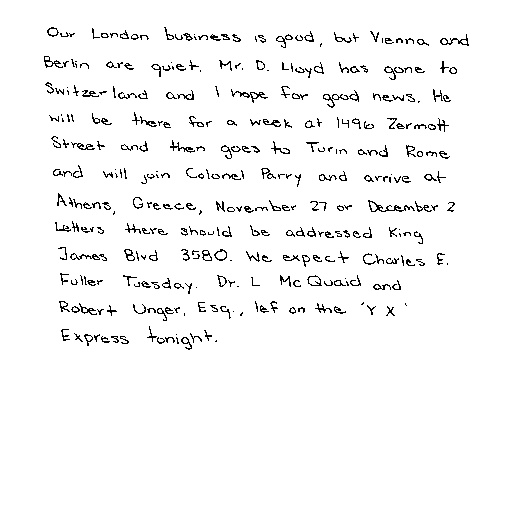 Our London business is good, but Vienna and
Berlin are quiet. Mr. D. Lloyd has gone to
Switzerland and I hope for good news. He
will be there for a week at 1496 Zermott
Street and then goes to Turin and Rome
and will join Colonel Parry and arrive at
Athens, Greece, November 27 or December 2
Letters there should be addressed King
James Blvd 3580. We expect Charles E.
Fuller Tuesday. Dr. L McQuaid and
Robert Unger, Esq., lef on the 'Y X'
Express tonight.